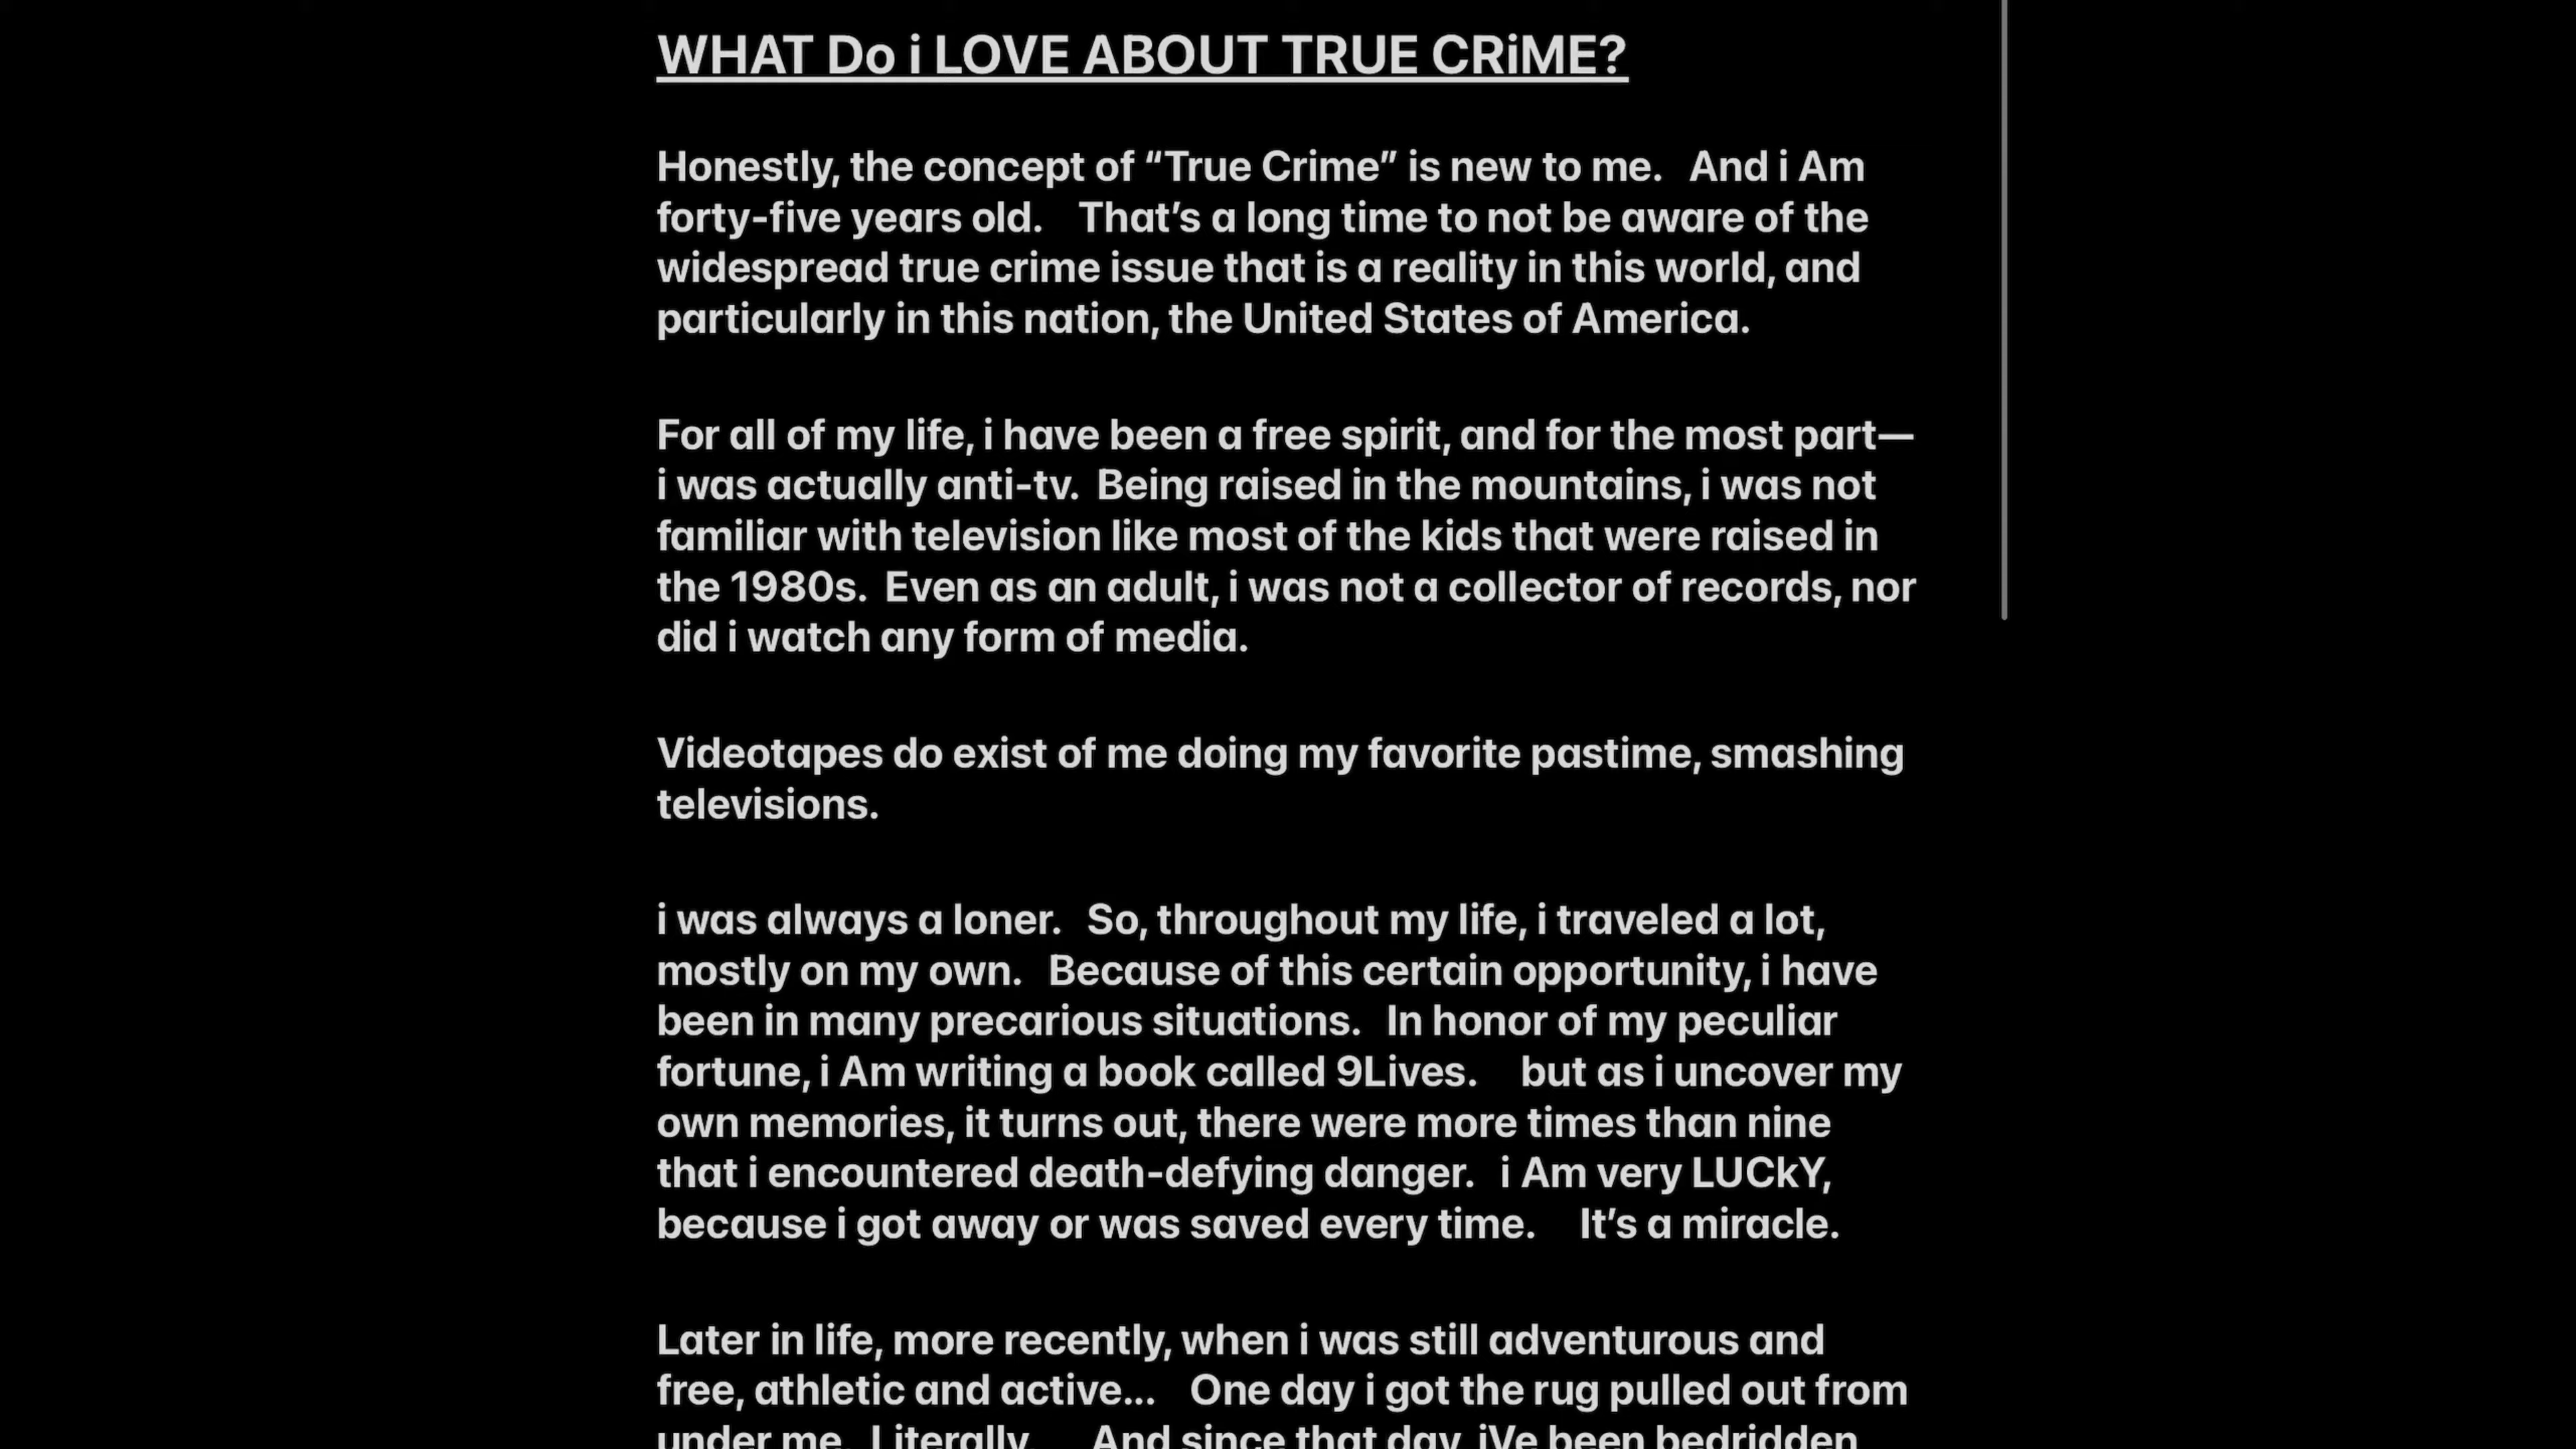 WHAT Do i LOVE ABOUT TRUE CRiME?
Honestly, the concept of “True Crime” is new to me. And i Am
forty-five years old. That’s a long time to not be aware of the
widespread true crime issue that is a reality in this world, and
particularly in this nation, the United States of America.
For all of my life, i have been a free spirit, and for the most part—
i was actually anti-tv. Being raised in the mountains, i was not
familiar with television like most of the kids that were raised in
the 1980s. Even as an adult, i was not a collector of records, nor
did i watch any form of media.
Videotapes do exist of me doing my favorite pastime, smashing
televisions.
i was always a loner. So, throughout my life, i traveled a lot,
mostly on my own. Because of this certain opportunity, i have
been in many precarious situations. In honor of my peculiar
fortune, i Am writing a book called 9Lives. but as i uncover my
own memories, it turns out, there were more times than nine
that i encountered death-defying danger. i Am very LUCkY,
because i got away or was saved every time. It’s a miracle.
Later in life, more recently, when i was still adventurous and
free, athletic and active... One day i got the rug pulled out from
under me. Literally. And since that day, iVe been bedridden